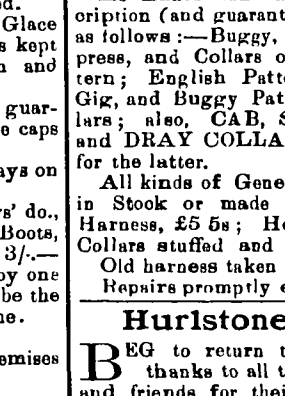 d.
Glace
s kept
n and
guar-
e caps
ays on
s' do.,
Boots,
3/-.—
by one
be the
ne.
emises
cription (and guarant
as follows :—Buggy,
press, and Collars o
tern; English Patt
Gig, and Buggy Pat
lars; also, CAB, S
and DRAY COLLA
for the latter.
All kinds of Gene
in Stook or made
Harness, £5 5s; He
Collars stuffed and
Old harness taken
Repairs promptly e
Hurlstone
BEG to return t
thanks to all t
and friends for thei